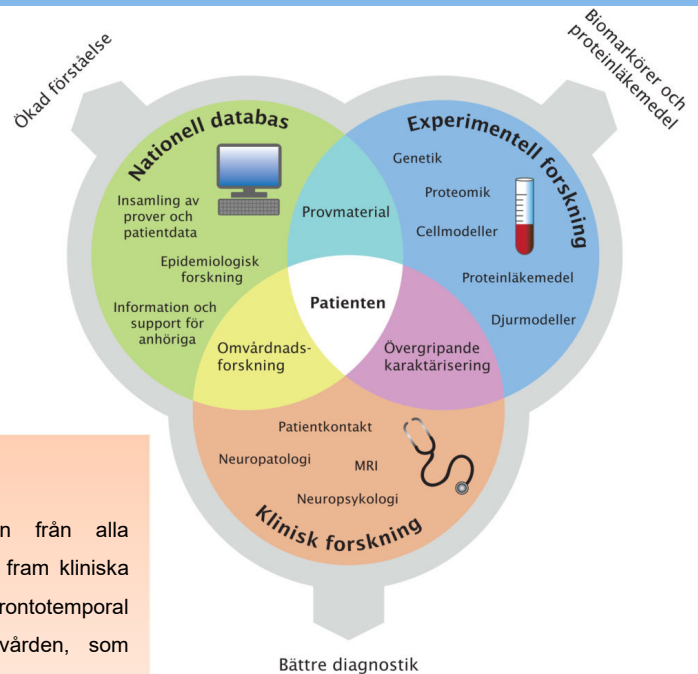 Ökad förståelse
Biomarkörer och
proteinläkemedel
Nationell databas
Insamling av
prover och
patientdata
Epidemiologisk
forskning
Information och
support för
anhöriga
Provmaterial
Experimentell forskning
Genetik
Proteomik
Cellmodeller
Proteinläkemedel
Djurmodeller
Patienten
Omvårdnads-
forskning
Övergripande
karaktärisering
Patientkontakt
Neuropatologi
MRI
Neuropsykologi
Klinisk forskning
Bättre diagnostik
från alla
fram kliniska
vården, som